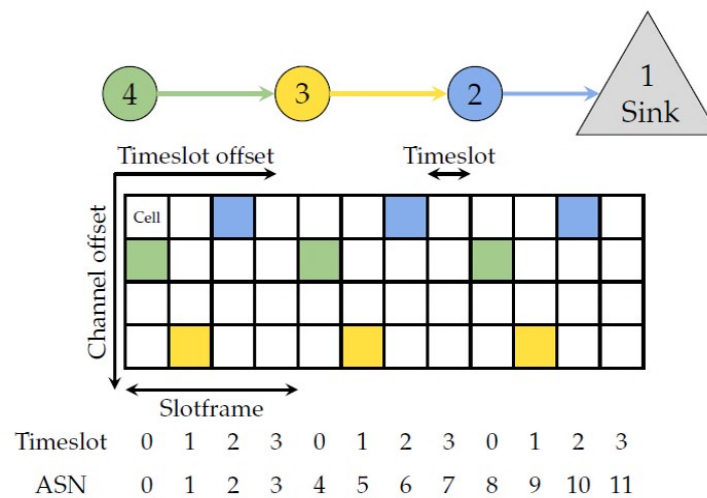 4 3 2 1
Sink
Timeslot offset Timeslot
Channel offset
Cell
Slotframe
Timeslot 0 1 2 3 0 1 2 3 0 1 2 3
ASN 0 1 2 3 4 5 6 7 8 9 10 11